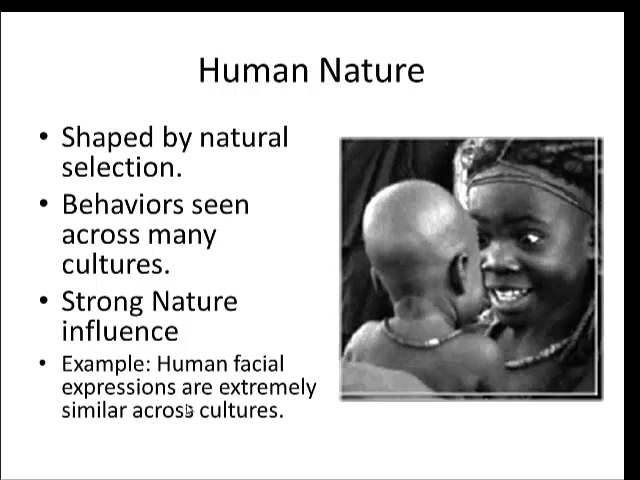 Human Nature
• Shaped by natural
selection.
• Behaviors seen
across many
cultures.
• Strong Nature
influence
• Example: Human facial
expressions are extremely
similar across cultures.